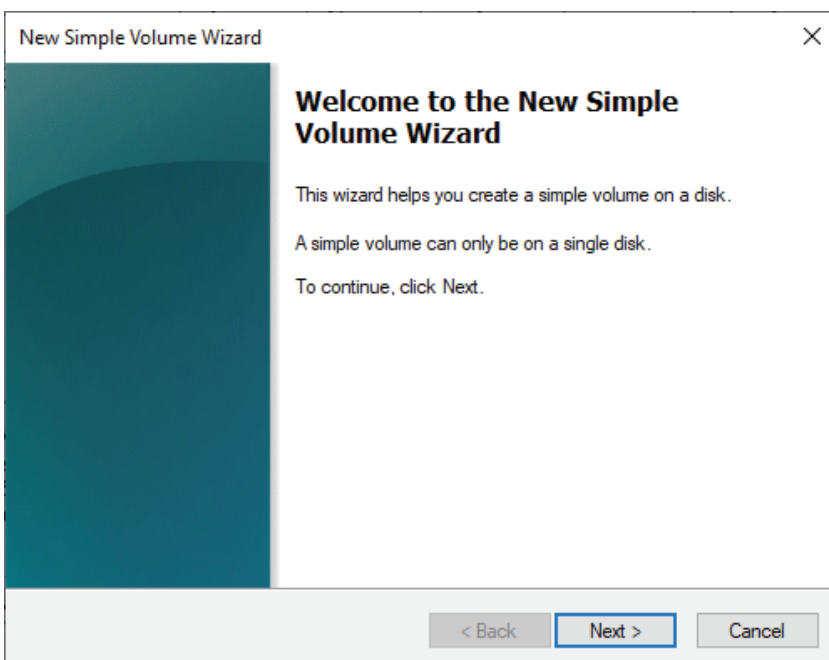 New Simple Volume Wizard
Welcome to the New Simple
Volume Wizard
This wizard helps you create a simple volume on a disk.
A simple volume can only be on a single disk.
To continue, click Next.
< Back
Next >
Cancel